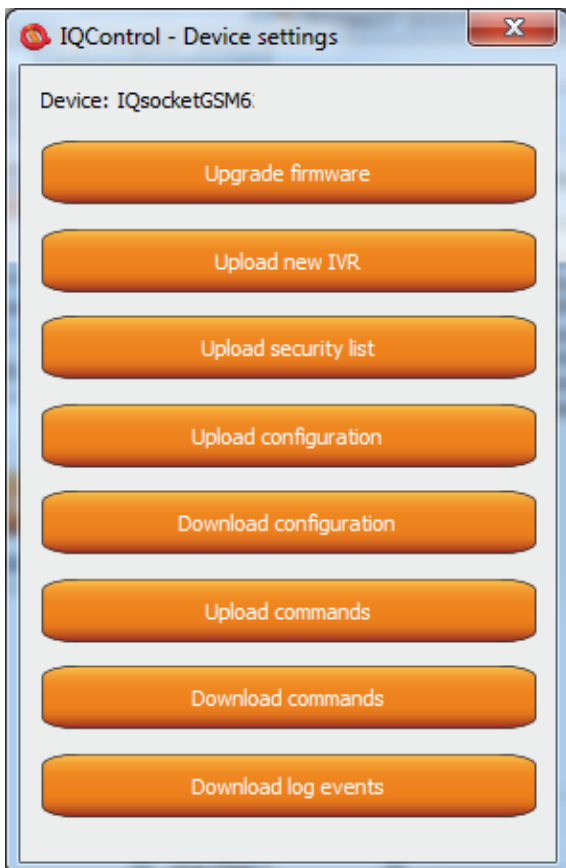 IQControl - Device settings
Device: IQsocketGSM6
Upgrade firmware
Upload new IVR
Upload security list
Upload configuration
Download configuration
Upload commands
Download commands
Download log events